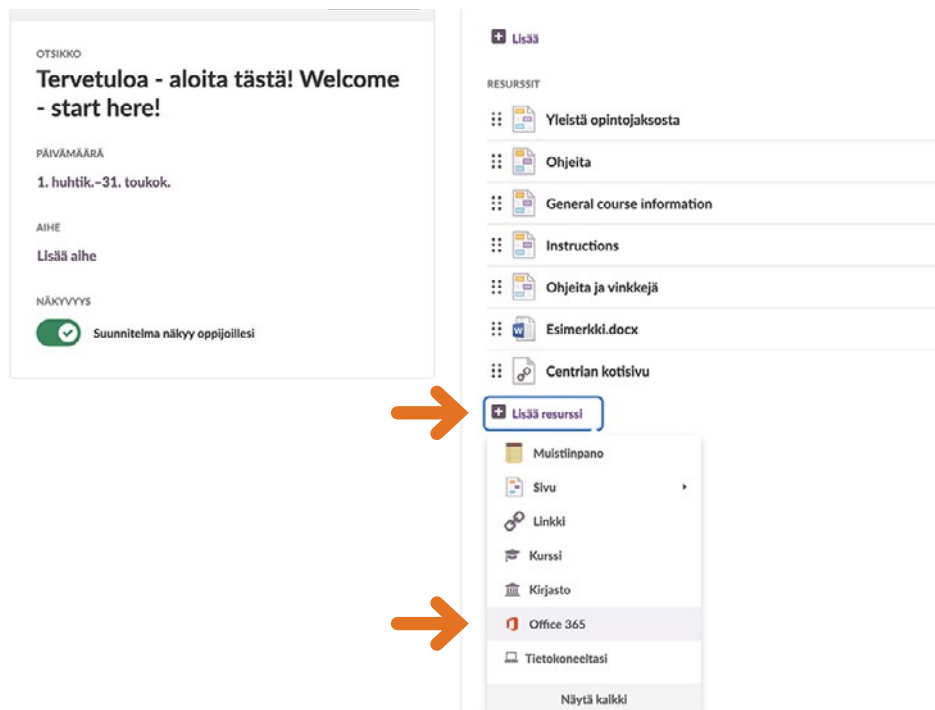 OTSIKKO
Tervetuloa - aloita tästä! Welcome
- start here!
PÄIVÄMÄÄRÄ
1. huhtik.–31. toukok.
AIHE
Lisää aihe
NÄKYVYYS
Suunnitelma näkyy oppijoillesi
Lisää
RESURSSIT
Yleistä opintojaksosta
Ohjeita
General course information
Instructions
Ohjeita ja vinkkejä
Esimerkki.docx
Centrian kotisivu
Lisää resurssi
Muistiinpano
Sivu
Linkki
Kurssi
Kirjasto
Office 365
Tietokoneeltasi
Näytä kaikki